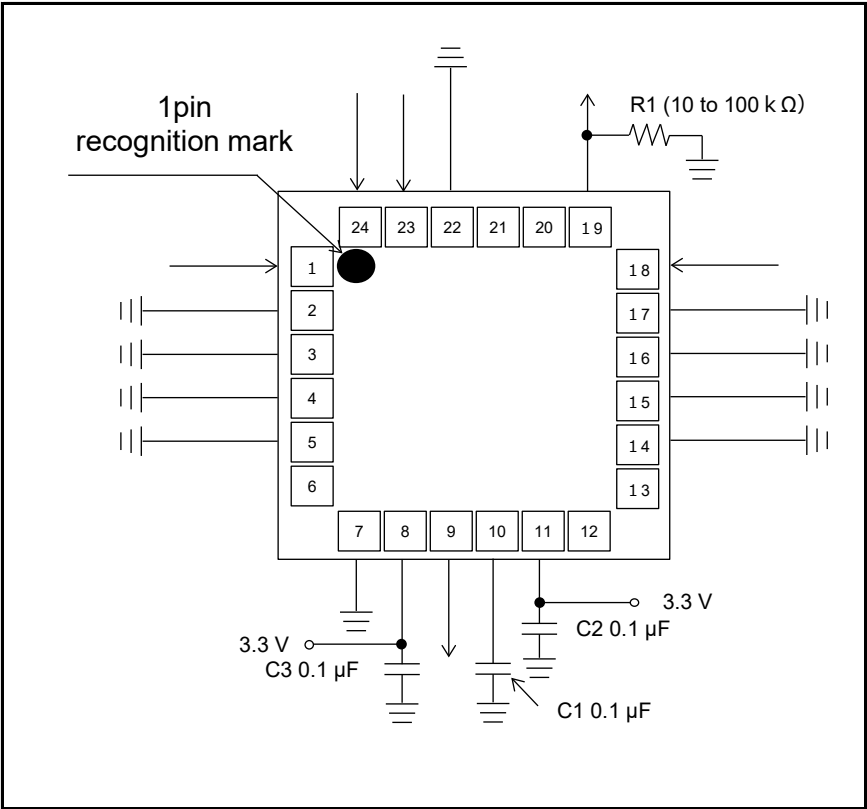 1pin
recognition mark
R1 (10 to 100 k Ω)
24 23 22 21 20 19
1
2
3
4
5
6
18
17
16
15
14
13
7 8 9 10 11 12
3.3 V
C2 0.1 µF
3.3 V
C3 0.1 µF
C1 0.1 µF